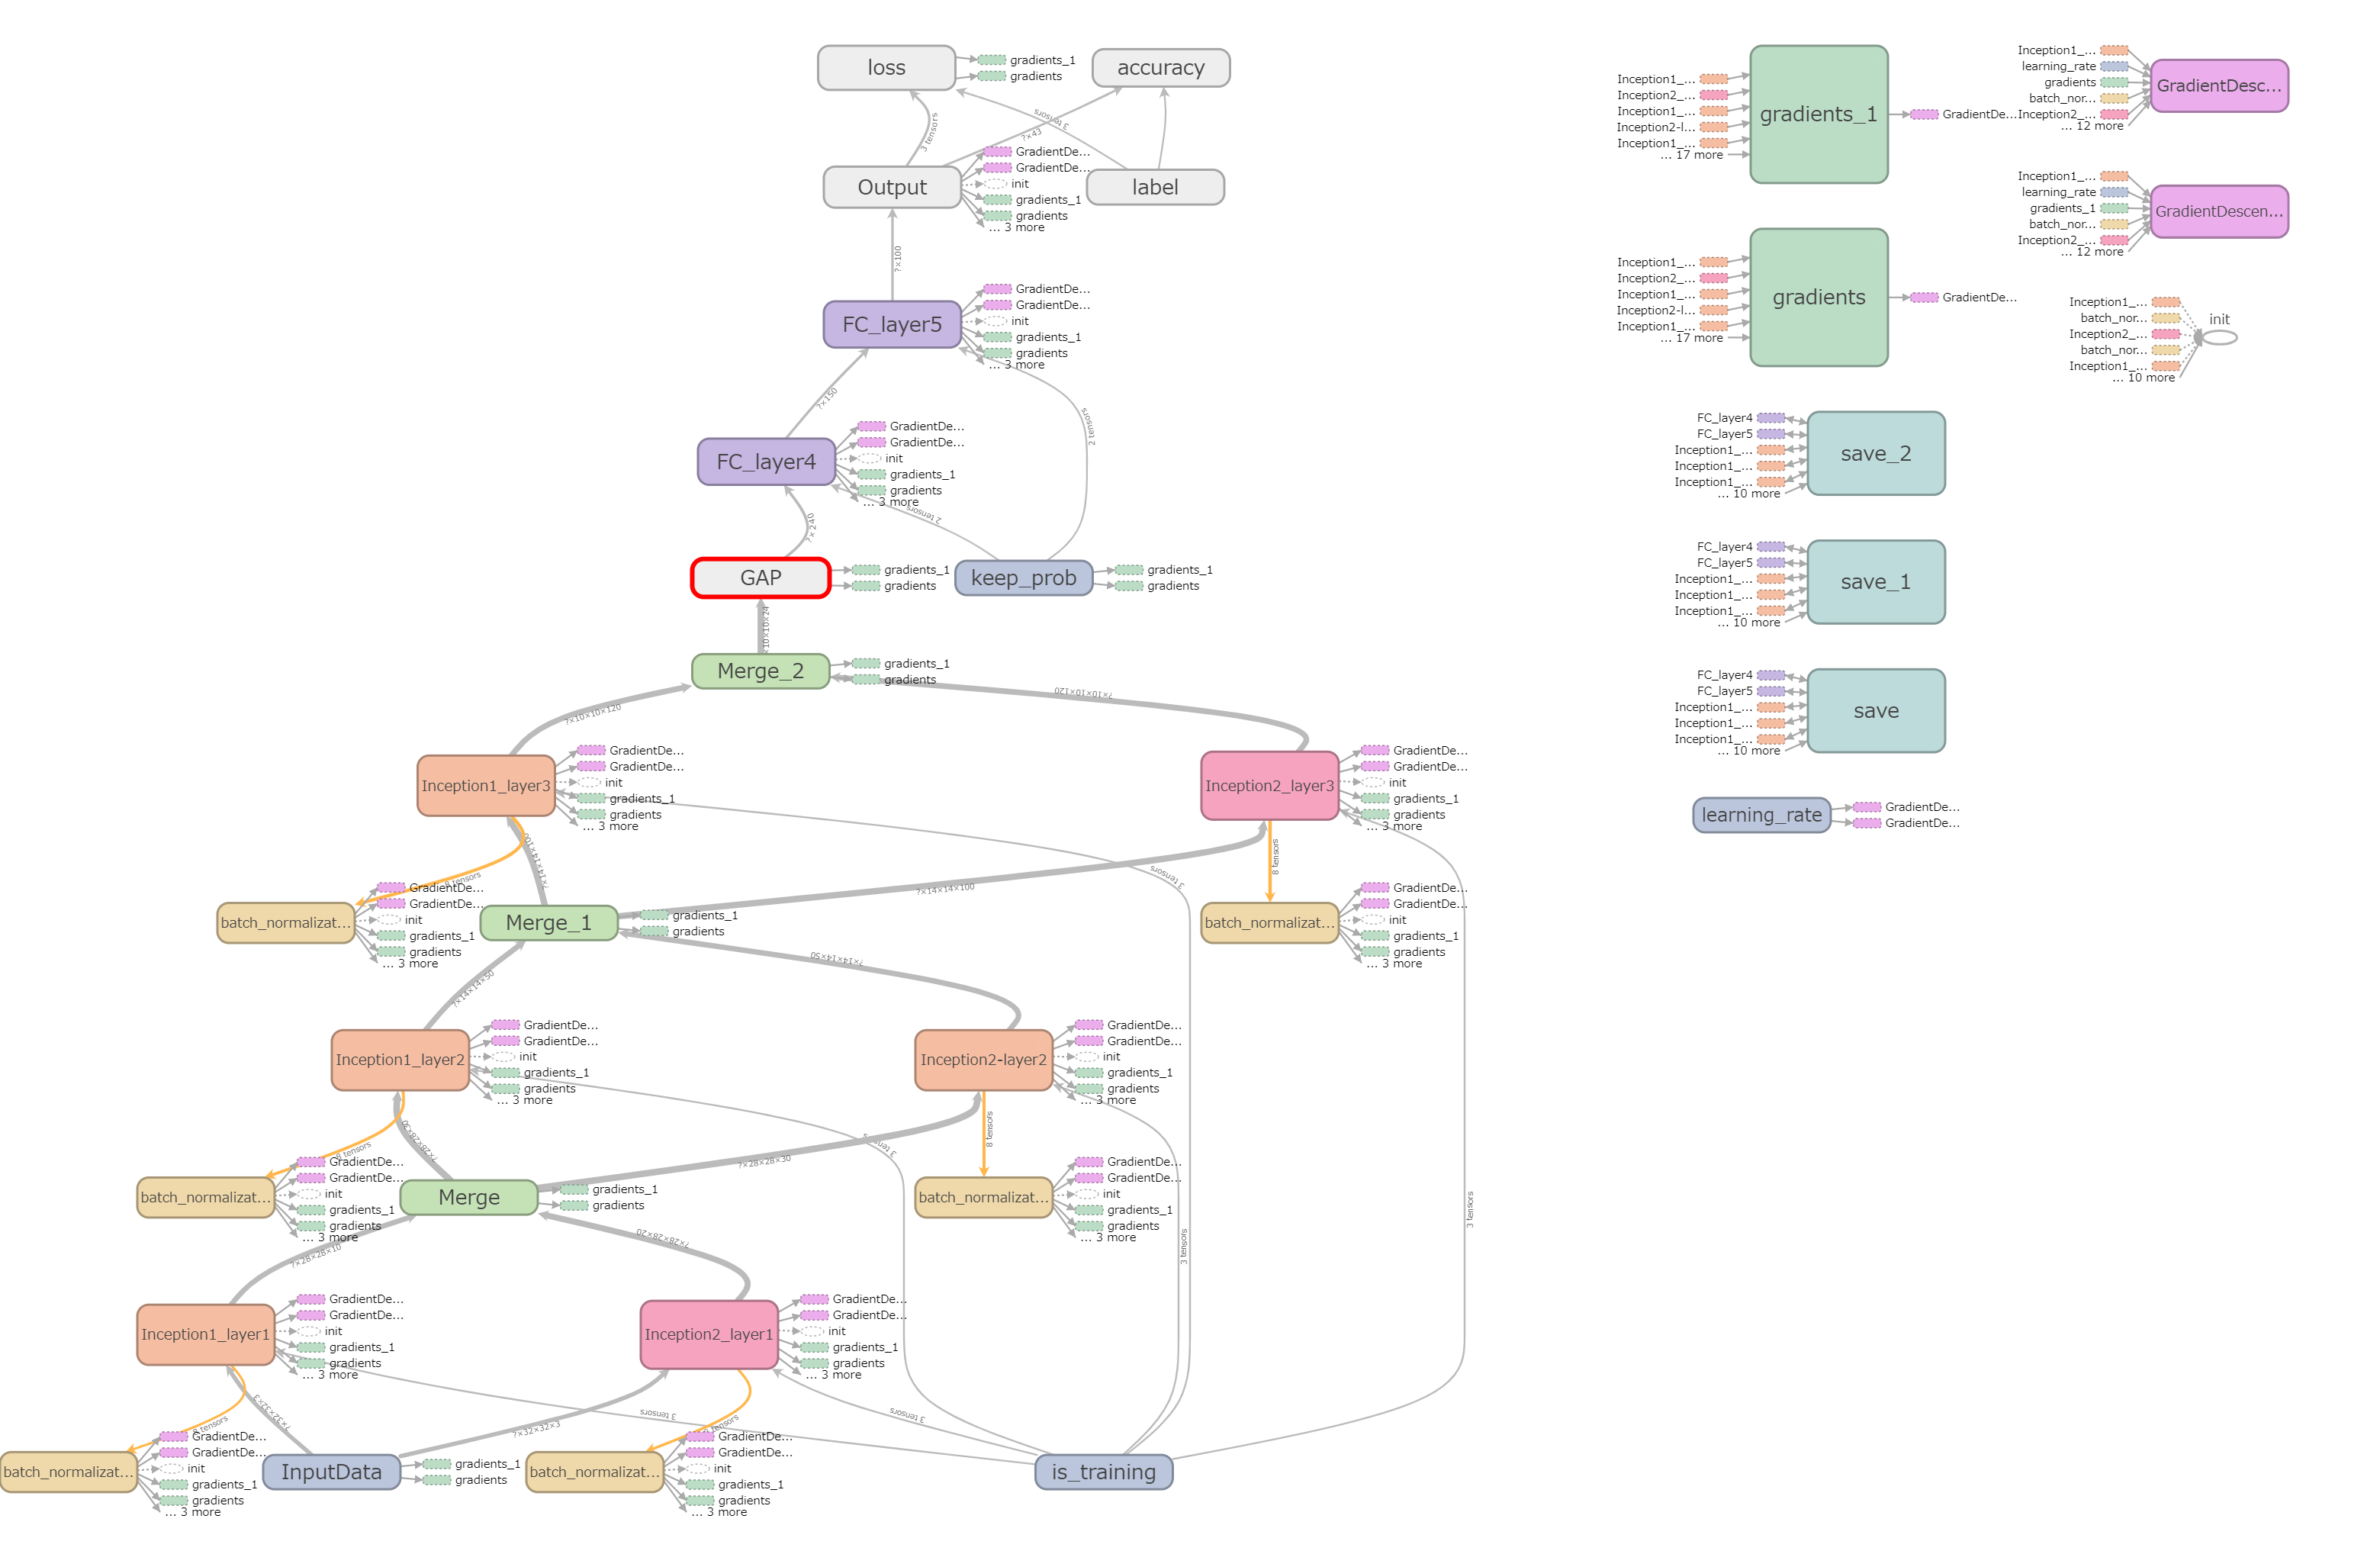 loss
gradients_1
gradients
accuracy
3 tensors
?×43
3 tensors
Output
GradientDe...
GradientDe...
init
gradients_1
gradients
... 3 more
label
?×100
FC_layer5
GradientDe...
GradientDe...
init
gradients_1
gradients
... 3 more
?×150
2 tensors
FC_layer4
GradientDe...
GradientDe...
init
gradients_1
gradients
... 3 more
?×240
2 tensors
GAP
gradients_1
gradients
keep_prob
gradients_1
gradients
×10×10×24
Merge_2
gradients_1
gradients
?×10×10×120
?×10×10×120
Inception1_layer3
GradientDe...
GradientDe...
init
gradients_1
gradients
... 3 more
Inception2_layer3
GradientDe...
GradientDe...
init
gradients_1
gradients
... 3 more
8 tensors
?×14×14×100
?×14×14×100
3 tensors
8 tensors
batch_normalizat...
GradientDe...
GradientDe...
init
gradients_1
gradients
... 3 more
Merge_1
gradients_1
gradients
batch_normalizat...
GradientDe...
GradientDe...
init
gradients_1
gradients
... 3 more
?×14×14×50
?×14×14×50
Inception1_layer2
GradientDe...
GradientDe...
init
gradients_1
gradients
... 3 more
Inception2-layer2
GradientDe...
GradientDe...
init
gradients_1
gradients
... 3 more
8 tensors
?×28×28×30
?×28×28×30
3 tensors
8 tensors
batch_normalizat...
GradientDe...
GradientDe...
init
gradients_1
gradients
... 3 more
Merge
gradients_1
gradients
batch_normalizat...
GradientDe...
GradientDe...
init
gradients_1
gradients
... 3 more
3 tensors
3 tensors
?×28×28×10
?×28×28×20
Inception1_layer1
GradientDe...
GradientDe...
init
gradients_1
gradients
... 3 more
Inception2_layer1
GradientDe...
GradientDe...
init
gradients_1
gradients
... 3 more
8 tensors
?×32×32×3
?×32×32×3
tensors
3 tensors
3 tensors
batch_normalizat...
GradientDe...
GradientDe...
init
gradients_1
gradients
... 3 more
InputData
gradients_1
gradients
batch_normalizat...
GradientDe...
GradientDe...
init
gradients_1
gradients
... 3 more
is_training
Inception1_...
Inception2_...
Inception1_...
Inception2-l...
Inception1_...
... 17 more
gradients_1
GradientDe...
Inception1_...
learning_rate
gradients
batch_nor...
Inception2_...
... 12 more
GradientDesc...
Inception1_...
learning_rate
gradients_1
batch_nor...
Inception2_...
... 12 more
GradientDescen...
Inception1_...
Inception2_...
Inception1_...
Inception2-l...
Inception1_...
... 17 more
gradients
GradientDe...
Inception1_...
batch_nor...
Inception2_...
batch_nor...
Inception1_...
... 10 more
init
FC_layer4
FC_layer5
Inception1_...
Inception1_...
Inception1_...
... 10 more
save_2
FC_layer4
FC_layer5
Inception1_...
Inception1_...
Inception1_...
... 10 more
save_1
FC_layer4
FC_layer5
Inception1_...
Inception1_...
Inception1_...
... 10 more
save
learning_rate
GradientDe...
GradientDe...